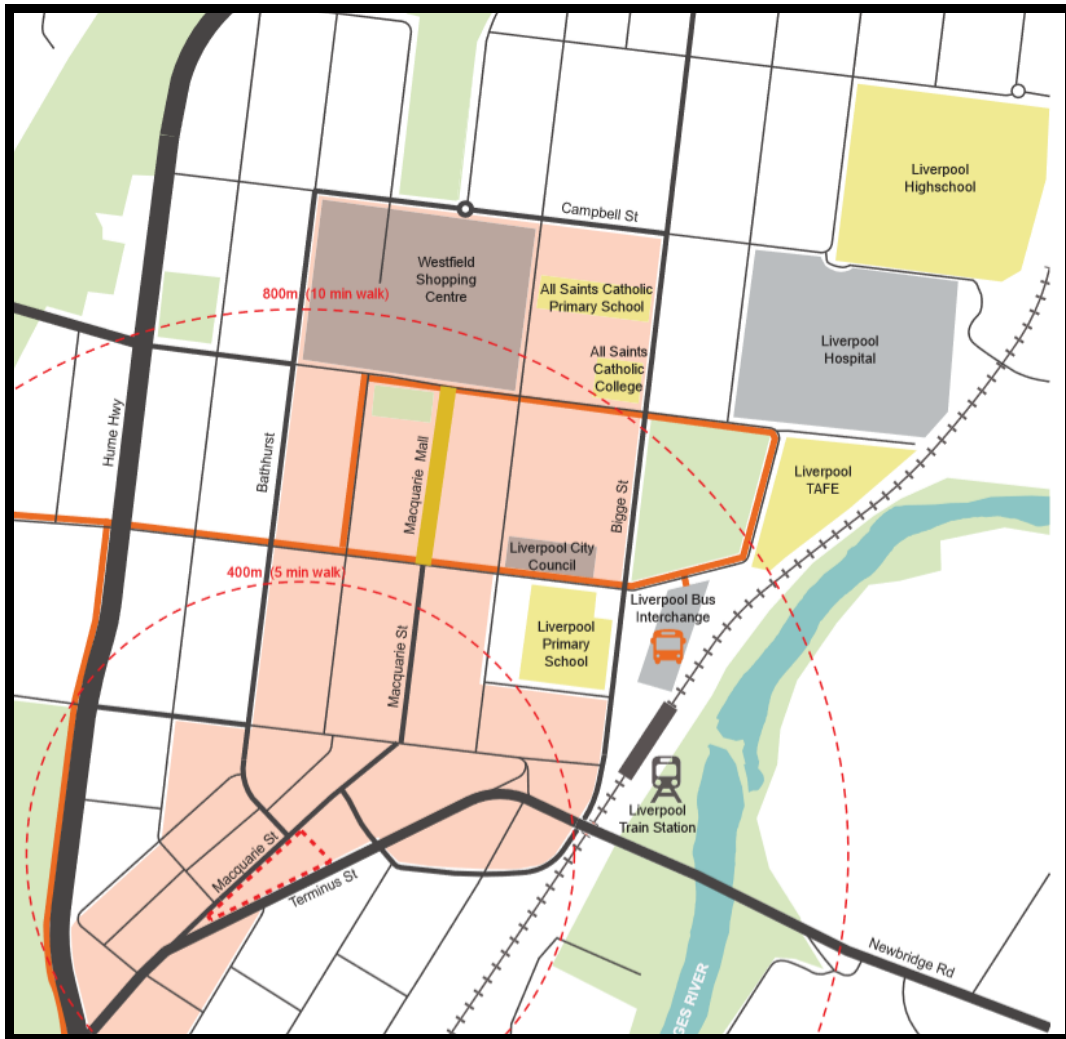 Liverpool
Highschool
Campbell St
Westfield
Shopping
Centre
All Saints Catholic
Primary School
800m (10 min walk)
Liverpool
Hospital
All Saints
Catholic
College
Hume Hwy
Bathhurst
Macquarie Mall
Bigge St
Liverpool
TAFE
Liverpool City
Council
400m (5 min walk)
Liverpool Bus
Interchange
Liverpool
Primary
School
Macquarie St
Liverpool
Train Station
Macquarie St
Terminus St
Newbridge Rd
GES RIVER